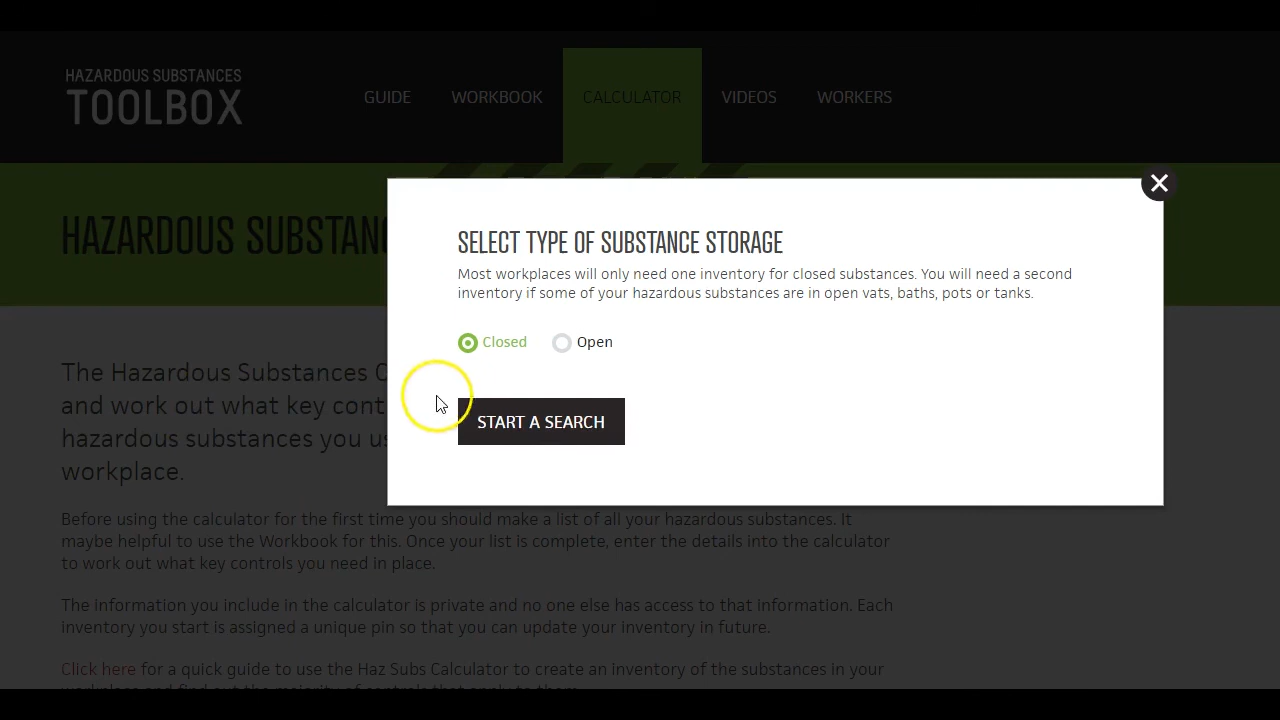 HAZARDOUS SUBSTANCES
TOOLBOX
GUIDE
WORKBOOK
CALCULATOR
VIDEOS
WORKERS
HAZARDOUS
SELECT TYPE OF SUBSTANCE STORAGE
Most workplaces will only need one inventory for closed substances. You will need a second
inventory if some of your hazardous substances are in open vats, baths, pots or tanks.
Closed
Open
START A SEARCH
The Hazardous Substances
and work out what key
hazardous substances you
workplace.
Before using the calculator for the first time you should make a list of all your hazardous substances. It
maybe helpful to use the Workbook for this. Once your list is complete, enter the details into the calculator
to work out what key controls you need in place.
The information you include in the calculator is private and no one else has access to that information. Each
inventory you start is assigned a unique pin so that you can update your inventory in future.
Click here for a quick guide to use the Haz Subs Calculator to create an inventory of the substances in your